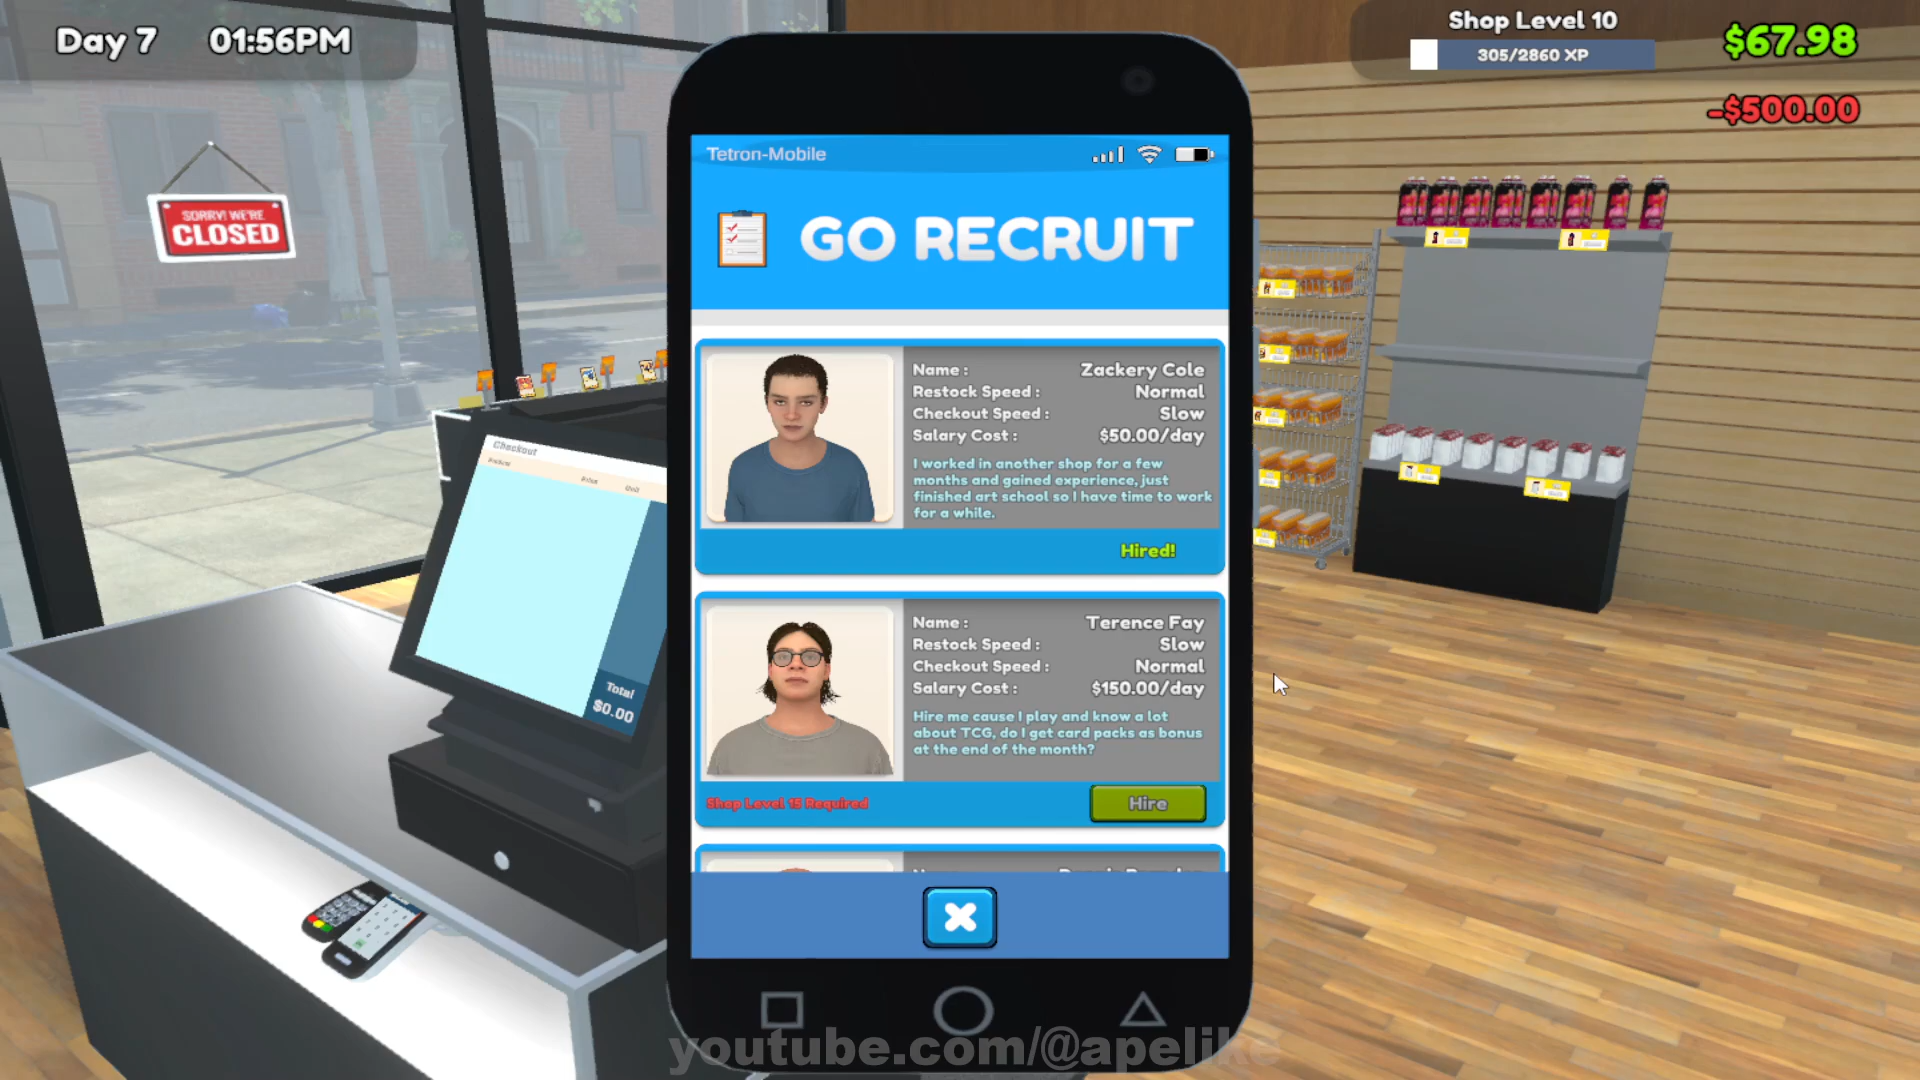 Day 7 01:56PM
Shop Level 10
305/2860 XP
$67.98
-$500.00
SORRY! WE'RE
CLOSED
Tetron-Mobile
GO RECRUIT
Name : Zackery Cole
Restock Speed : Normal
Checkout Speed : Slow
Salary Cost : $50.00/day
I worked in another shop for a few
months and gained experience, just
finished art school so I have time to work
for a while.
Hired!
Name : Terence Fay
Restock Speed : Slow
Checkout Speed : Normal
Salary Cost : $150.00/day
Hire me cause I play and know a lot
about TCG, do I get card packs as bonus
at the end of the month?
Shop Level 15 Required
Hire
Checkout
Price
Total
$0.00
youtube.com/@apelike